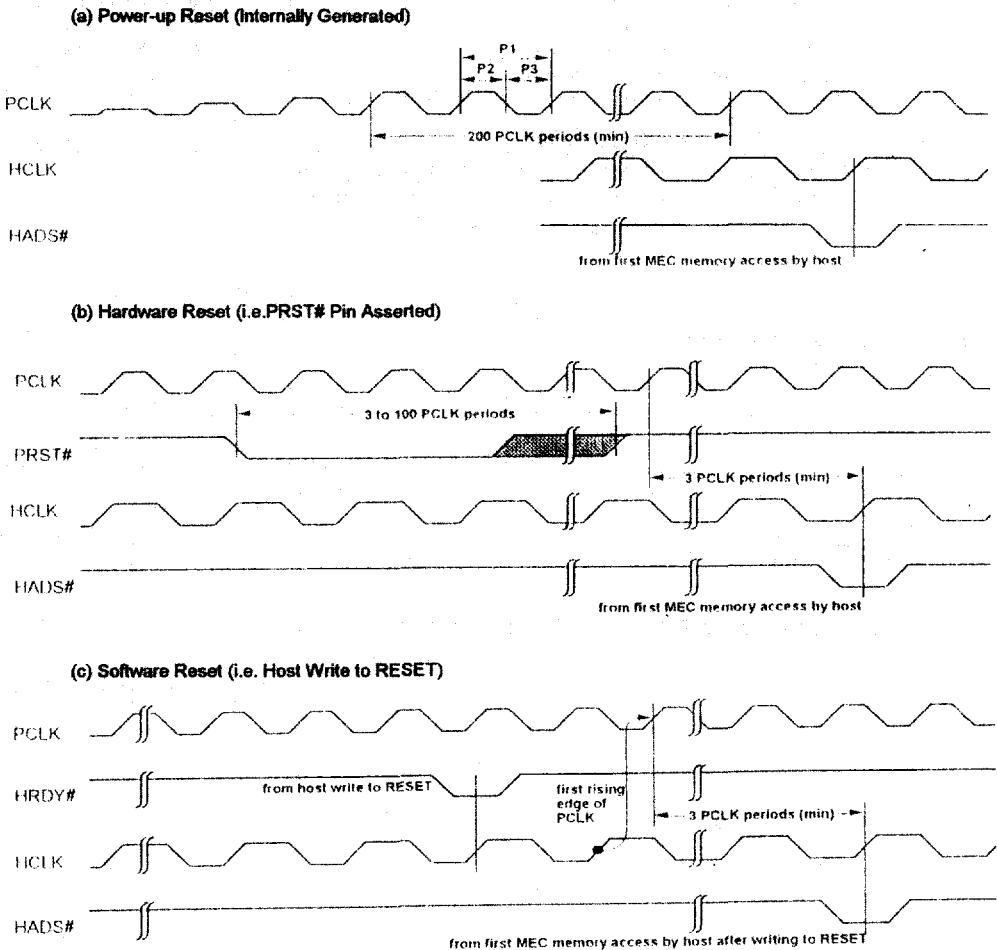 (a) Power-up Reset (Internally Generated)
P1
P2 P3
PCLK
200 PCLK periods (min)
HCLK
HADS#
from first MEC memory access by host
(b) Hardware Reset (i.e.PRST# Pin Asserted)
PCLK
3 to 100 PCLK periods
PRST#
3 PCLK periods (min)
HCLK
HADS#
from first MEC memory access by host
(c) Software Reset (i.e. Host Write to RESET)
PCLK
HRDY#
from host write to RESET
first rising
edge of
PCLK
3 PCLK periods (min)
HCLK
HADS#
from first MEC memory access by host after writing to RESET